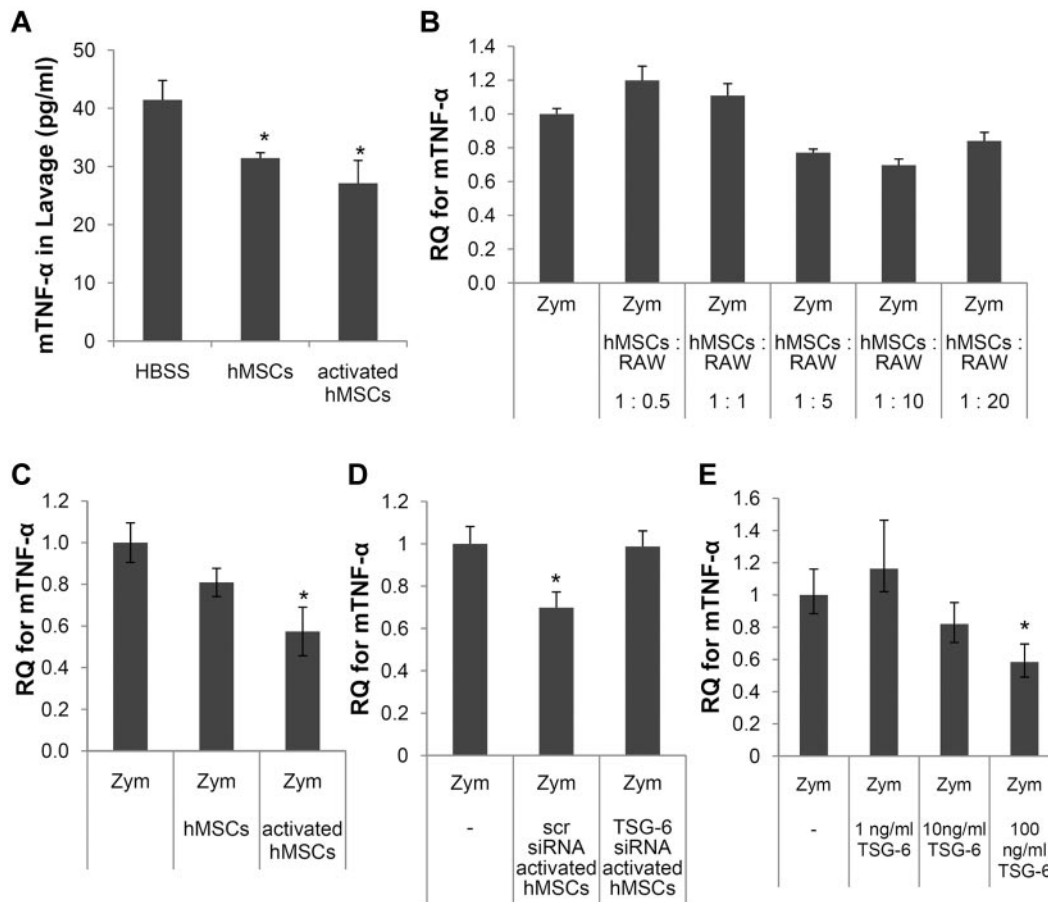 A
mTNF-α in Lavage (pg/ml)
50
40
30
20
10
0
*
*
HBSS
hMSCs
activated
hMSCs
B
RQ for mTNF-α
1.4
1.2
1.0
0.8
0.6
0.4
0.2
0.0
Zym Zym Zym Zym Zym Zym
hMSCs : hMSCs : hMSCs : hMSCs : hMSCs :
RAW RAW RAW RAW RAW
1 : 0.5 1 : 1 1 : 5 1 : 10 1 : 20
C
RQ for mTNF-α
1.2
1.0
0.8
0.6
0.4
0.2
0.0
*
Zym Zym Zym
hMSCs activated
hMSCs
D
RQ for mTNF-α
1.2
1
0.8
0.6
0.4
0.2
0
*
Zym Zym Zym
- scr TSG-6
siRNA siRNA
activated activated
hMSCs hMSCs
E
RQ for mTNF-α
1.6
1.4
1.2
1
0.8
0.6
0.4
0.2
0
*
Zym Zym Zym Zym
- 1 ng/ml 10ng/ml 100
TSG-6 TSG-6 ng/ml
TSG-6